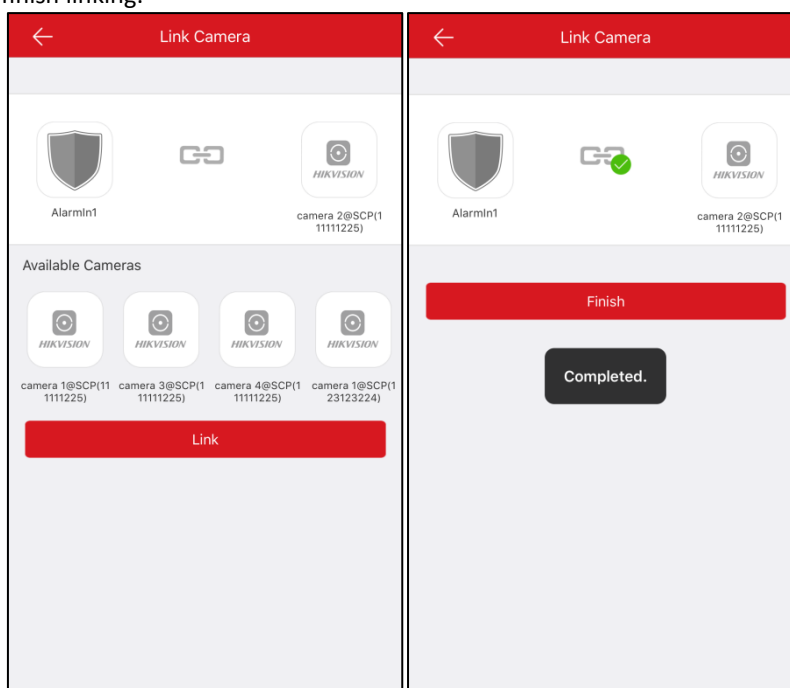 finish linking.
Link Camera
AlarmIn1
HIKVISION
camera 2@SCP(1
11111225)
Available Cameras
HIKVISION
HIKVISION
HIKVISION
HIKVISION
camera 1@SCP(11
1111225)
camera 3@SCP(1
11111225)
camera 4@SCP(1
11111225)
camera 1@SCP(1
23123224)
Link
Link Camera
AlarmIn1
HIKVISION
camera 2@SCP(1
11111225)
Finish
Completed.